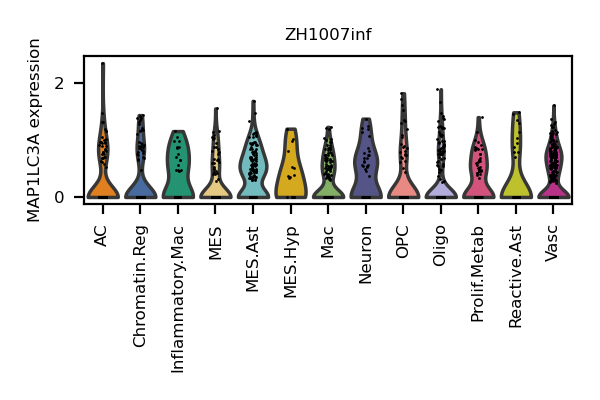 ZH1007inf
MAP1LC3A expression
2
0
AC
Chromatin.Reg
Inflammatory.Mac
MES
MES.Ast
MES.Hyp
Mac
Neuron
OPC
Oligo
Prolif.Metab
Reactive.Ast
Vasc